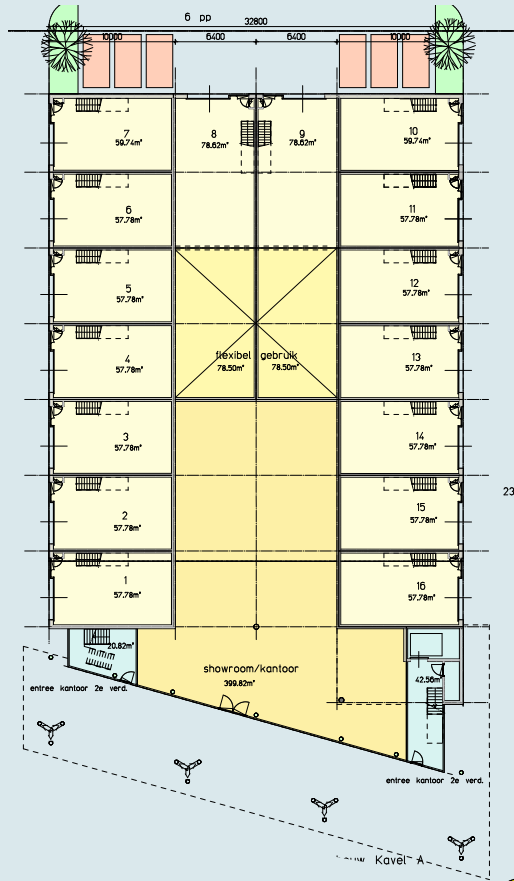 6 pp
32800
10000 6400 6400 10000
7
59.74m²
8
78.62m²
9
78.62m²
10
59.74m²
6
57.78m²
11
57.78m²
5
57.78m²
12
57.78m²
4
57.78m²
flexibel gebruik
78.50m² 78.50m²
13
57.78m²
3
57.78m²
14
57.78m²
2
57.78m²
15
57.78m²
23
1
57.78m²
16
57.78m²
20.82m²
showroom/kantoor
399.82m²
42.56m²
entree kantoor 2e verd.
entree kantoor 2e verd.
Kavel A